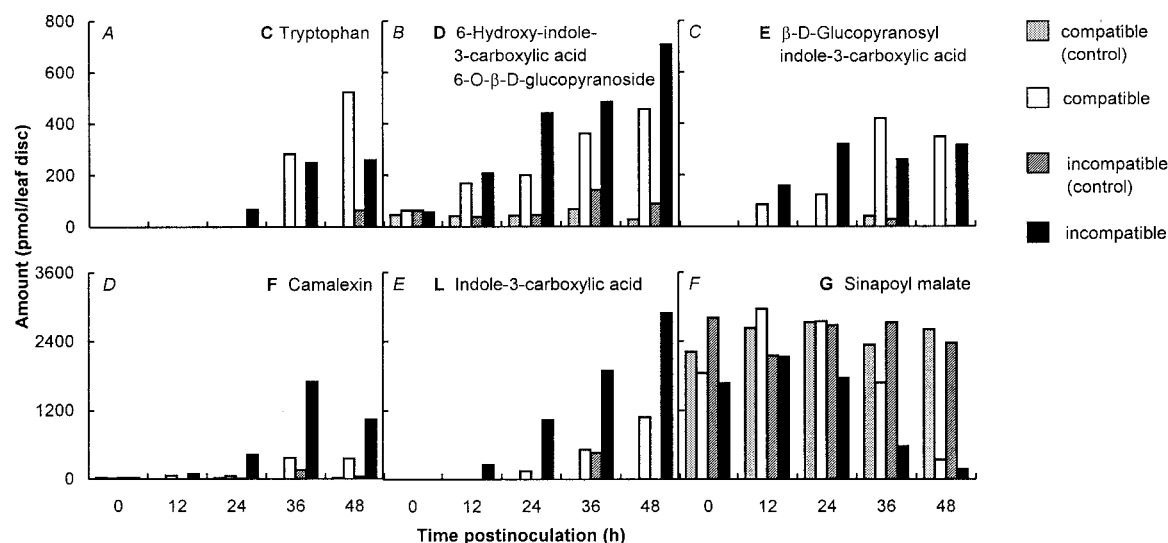 Amount (pmol/leaf disc)
800
600
400
200
0
A
C Tryptophan
B
D 6-Hydroxy-indole-
3-carboxylic acid
6-O-β-D-glucopyranoside
C
E β-D-Glucopyranosyl
indole-3-carboxylic acid
compatible
(control)
compatible
incompatible
(control)
incompatible
3600
2400
1200
0
D
F Camalexin
E
L Indole-3-carboxylic acid
F
G Sinapoyl malate
0 12 24 36 48 0 12 24 36 48 0 12 24 36 48
Time postinoculation (h)